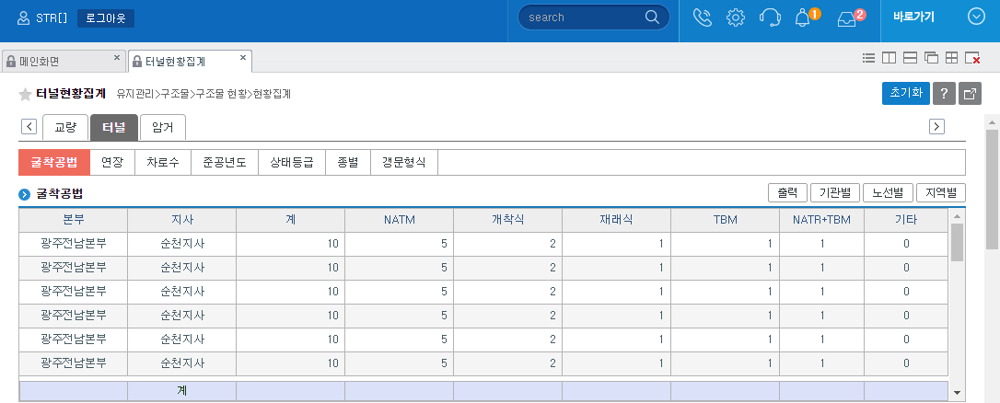 STR[] 로그아웃 search 1 2 바로가기
메인화면 × 터널현황집계 ×
터널현황집계 유지관리>구조물>구조물 현황>현황집계 초기화 ?
교량 터널 암거
굴착공법 연장 차로수 준공년도 상태등급 종별 갱문형식
굴착공법 출력 기관별 노선별 지역별
본부 지사 계 NATM 개착식 재래식 TBM NATR+TBM 기타
광주전남본부 순천지사 10 5 2 1 1 1 0
광주전남본부 순천지사 10 5 2 1 1 1 0
광주전남본부 순천지사 10 5 2 1 1 1 0
광주전남본부 순천지사 10 5 2 1 1 1 0
광주전남본부 순천지사 10 5 2 1 1 1 0
광주전남본부 순천지사 10 5 2 1 1 1 0
계